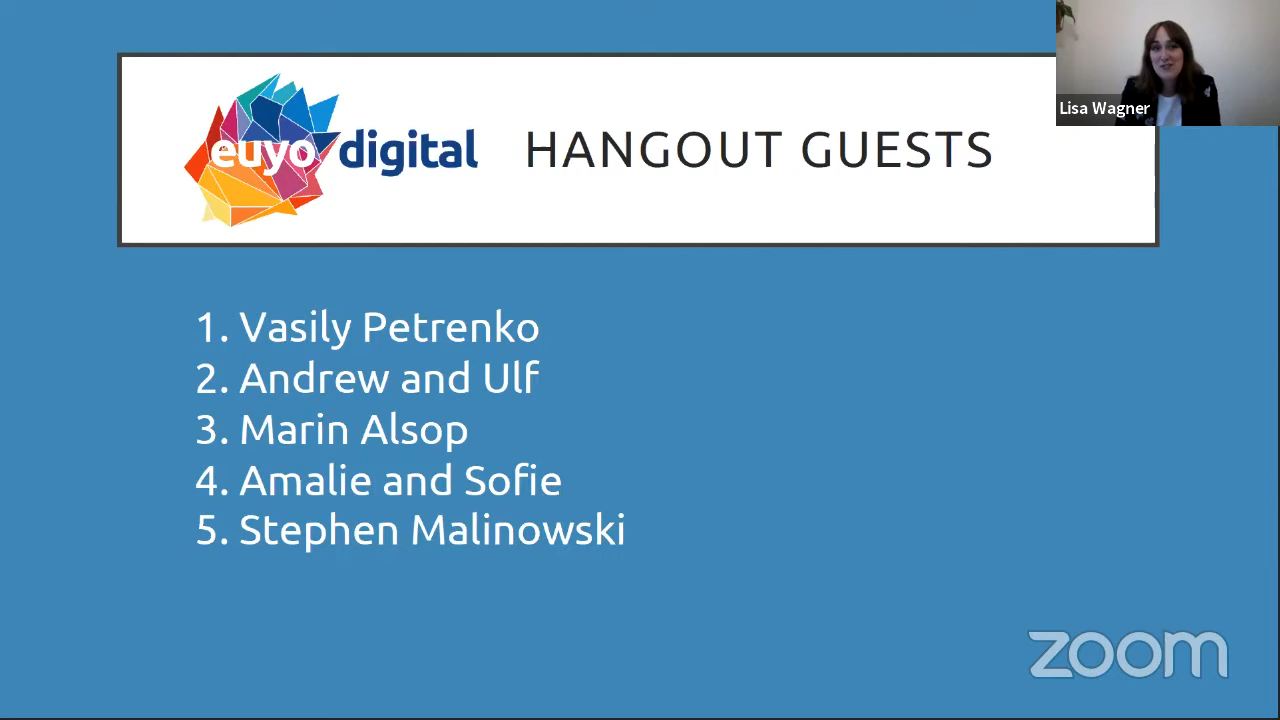 euyo digital
HANGOUT GUESTS
Lisa Wagner
1. Vasily Petrenko
2. Andrew and Ulf
3. Marin Alsop
4. Amalie and Sofie
5. Stephen Malinowski
zoom